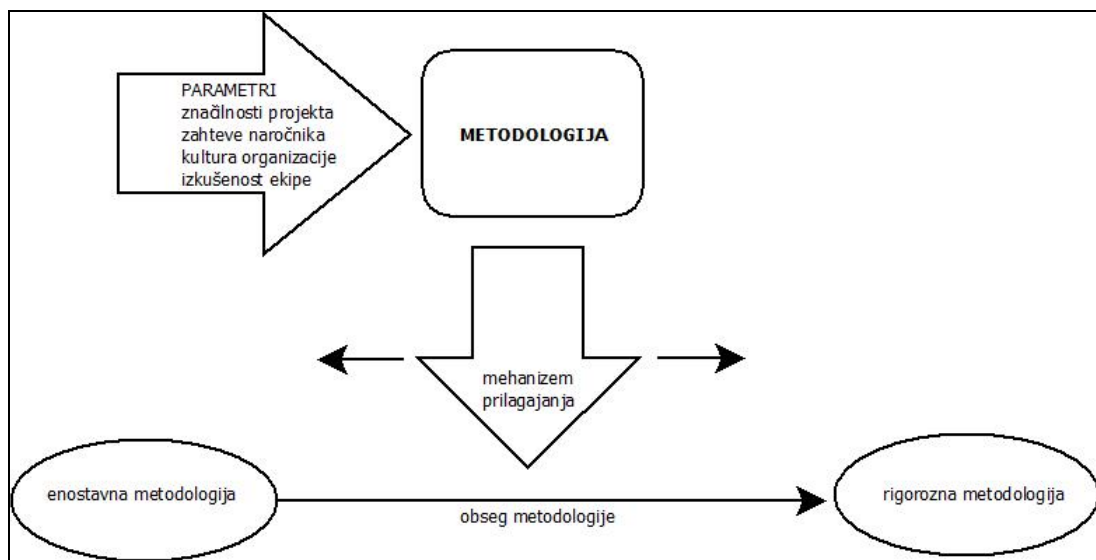 PARAMETRI
značilnosti projekta
zahteve naročnika
kultura organizacije
izkušenost ekipe
METODOLOGIJA
mehanizem
prilagajanja
enostavna metodologija
obseg metodologije
rigorozna metodologija